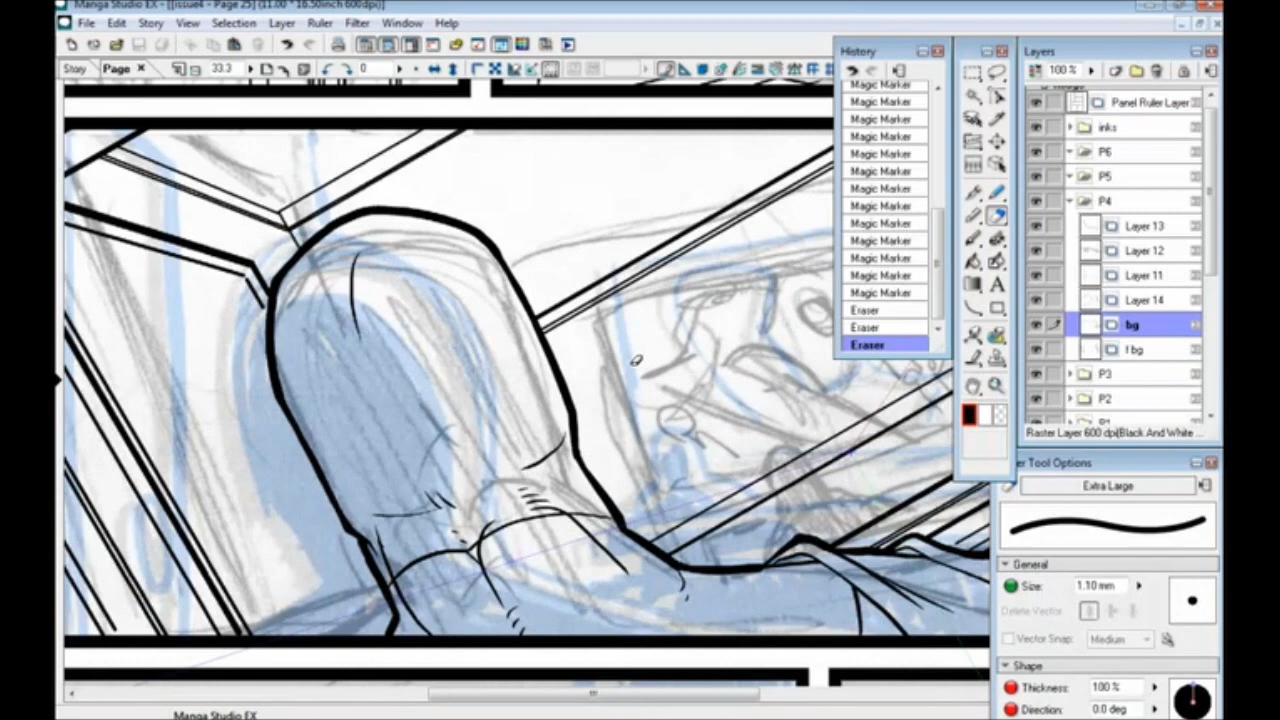 Manga Studio EX - [[issue4 - Page 25] (11.00 * 16.50inch 600dpi)]
File Edit Story View Selection Layer Ruler Filter Window Help
Story Page 33.3 0
History
Magic Marker
Magic Marker
Magic Marker
Magic Marker
Magic Marker
Magic Marker
Magic Marker
Magic Marker
Magic Marker
Magic Marker
Magic Marker
Magic Marker
Magic Marker
Eraser
Eraser
Eraser
Layers
100 %
Panel Ruler Layer
inks
P6
P5
P4
Layer 13
Layer 12
Layer 11
Layer 14
bg
f bg
P3
P2
P1
Raster Layer 600 dpi(Black And White ...
er Tool Options
Extra Large
General
Size: 1.10 mm
Delete Vector
Vector Snap: Medium
Shape
Thickness: 100 %
Direction: 0.0 deg
Manga Studio EX